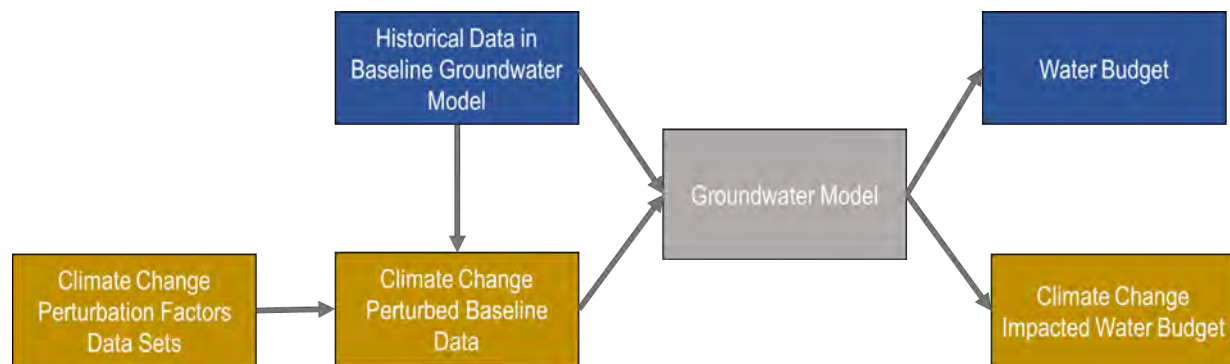 Historical Data in
Baseline Groundwater
Model
Water Budget
Groundwater Model
Climate Change
Perturbation Factors
Data Sets
Climate Change
Perturbed Baseline
Data
Climate Change
Impacted Water Budget